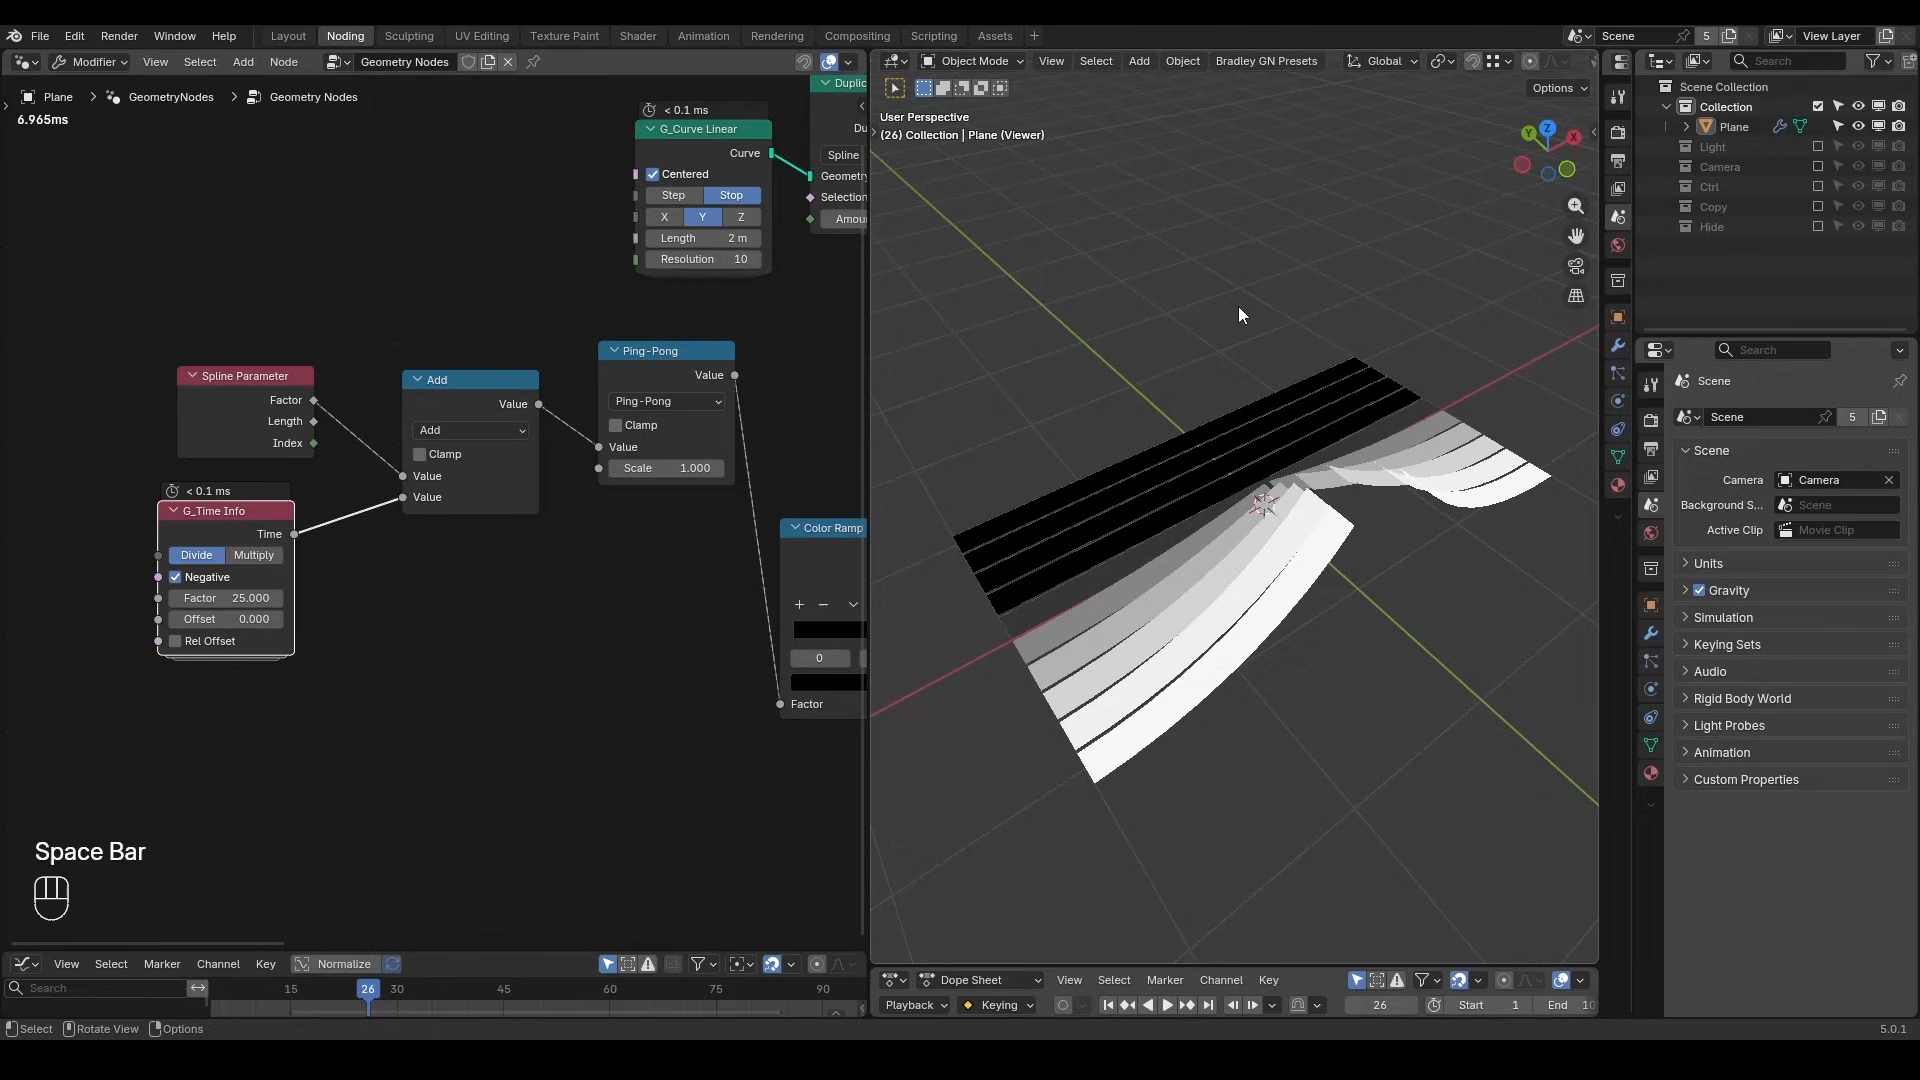 File Edit Render Window Help Layout Noding Sculpting UV Editing Texture Paint Shader Animation Rendering Compositing Scripting Assets + Scene 5 View Layer
Modifier View Select Add Node Geometry Nodes
Object Mode View Select Add Object Bradley GN Presets Global
Search
Options
Plane > GeometryNodes > Geometry Nodes
6.965ms
User Perspective
(26) Collection | Plane (Viewer)
Scene Collection
Collection
Plane
Light
Camera
Ctrl
Copy
Hide
< 0.1 ms
G_Curve Linear
Curve
Centered
Step Stop
X Y Z
Length 2 m
Resolution 10
Duplic
Du
Spline
Geometry
Selection
Amou
Spline Parameter
Factor
Length
Index
< 0.1 ms
G_Time Info
Time
Divide Multiply
Negative
Factor 25.000
Offset 0.000
Rel Offset
Add
Value
Add
Clamp
Value
Value
Ping-Pong
Value
Ping-Pong
Clamp
Value
Scale 1.000
Color Ramp
0
Factor
Y
Z
X
Search
Scene
Scene 5
Scene
Camera Camera
Background S... Scene
Active Clip Movie Clip
Units
Gravity
Simulation
Keying Sets
Audio
Rigid Body World
Light Probes
Animation
Custom Properties
Space Bar
View Select Marker Channel Key Normalize
Search
15 26 30 45 60 75 90
Dope Sheet View Select Marker Channel Key
Playback Keying 26 Start 1 End 10
Select Rotate View Options
5.0.1